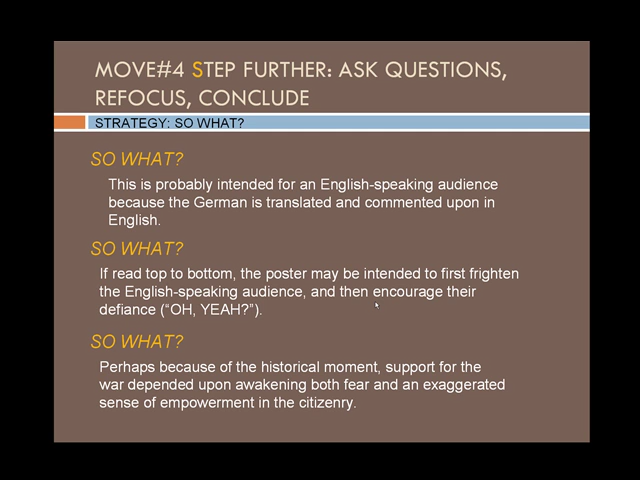 MOVE#4 STEP FURTHER: ASK QUESTIONS,
REFOCUS, CONCLUDE
STRATEGY: SO WHAT?
SO WHAT?
This is probably intended for an English-speaking audience
because the German is translated and commented upon in
English.
SO WHAT?
If read top to bottom, the poster may be intended to first frighten
the English-speaking audience, and then encourage their
defiance (“OH, YEAH?”).
SO WHAT?
Perhaps because of the historical moment, support for the
war depended upon awakening both fear and an exaggerated
sense of empowerment in the citizenry.